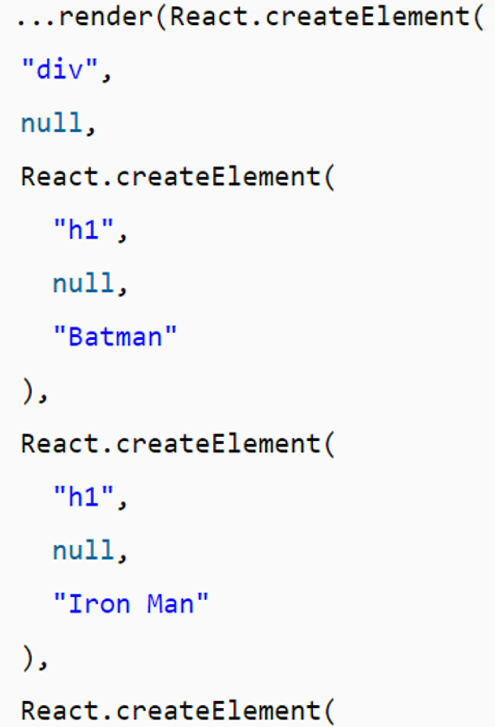 ...render(React.createElement(
"div",
null,
React.createElement(
"h1",
null,
"Batman"
),
React.createElement(
"h1",
null,
"Iron Man"
),
React.createElement(